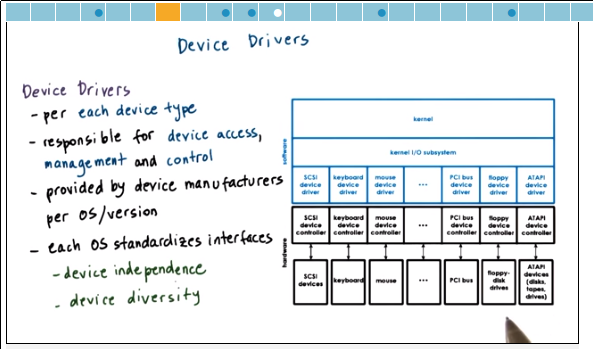 Device Drivers
Device Drivers
- per each device type
- responsible for device access,
management and control
- provided by device manufacturers
per OS/version
- each OS standardizes interfaces
- device independence
- device diversity
software
kernel
kernel I/O subsystem
SCSI device driver
keyboard device driver
mouse device driver
...
PCI bus device driver
floppy device driver
ATAPI device driver
hardware
SCSI device controller
keyboard device controller
mouse device controller
...
PCI bus device controller
floppy device controller
ATAPI device controller
SCSI devices
keyboard
mouse
...
PCI bus
floppy-disk drives
ATAPI devices (disks, tapes, drives)